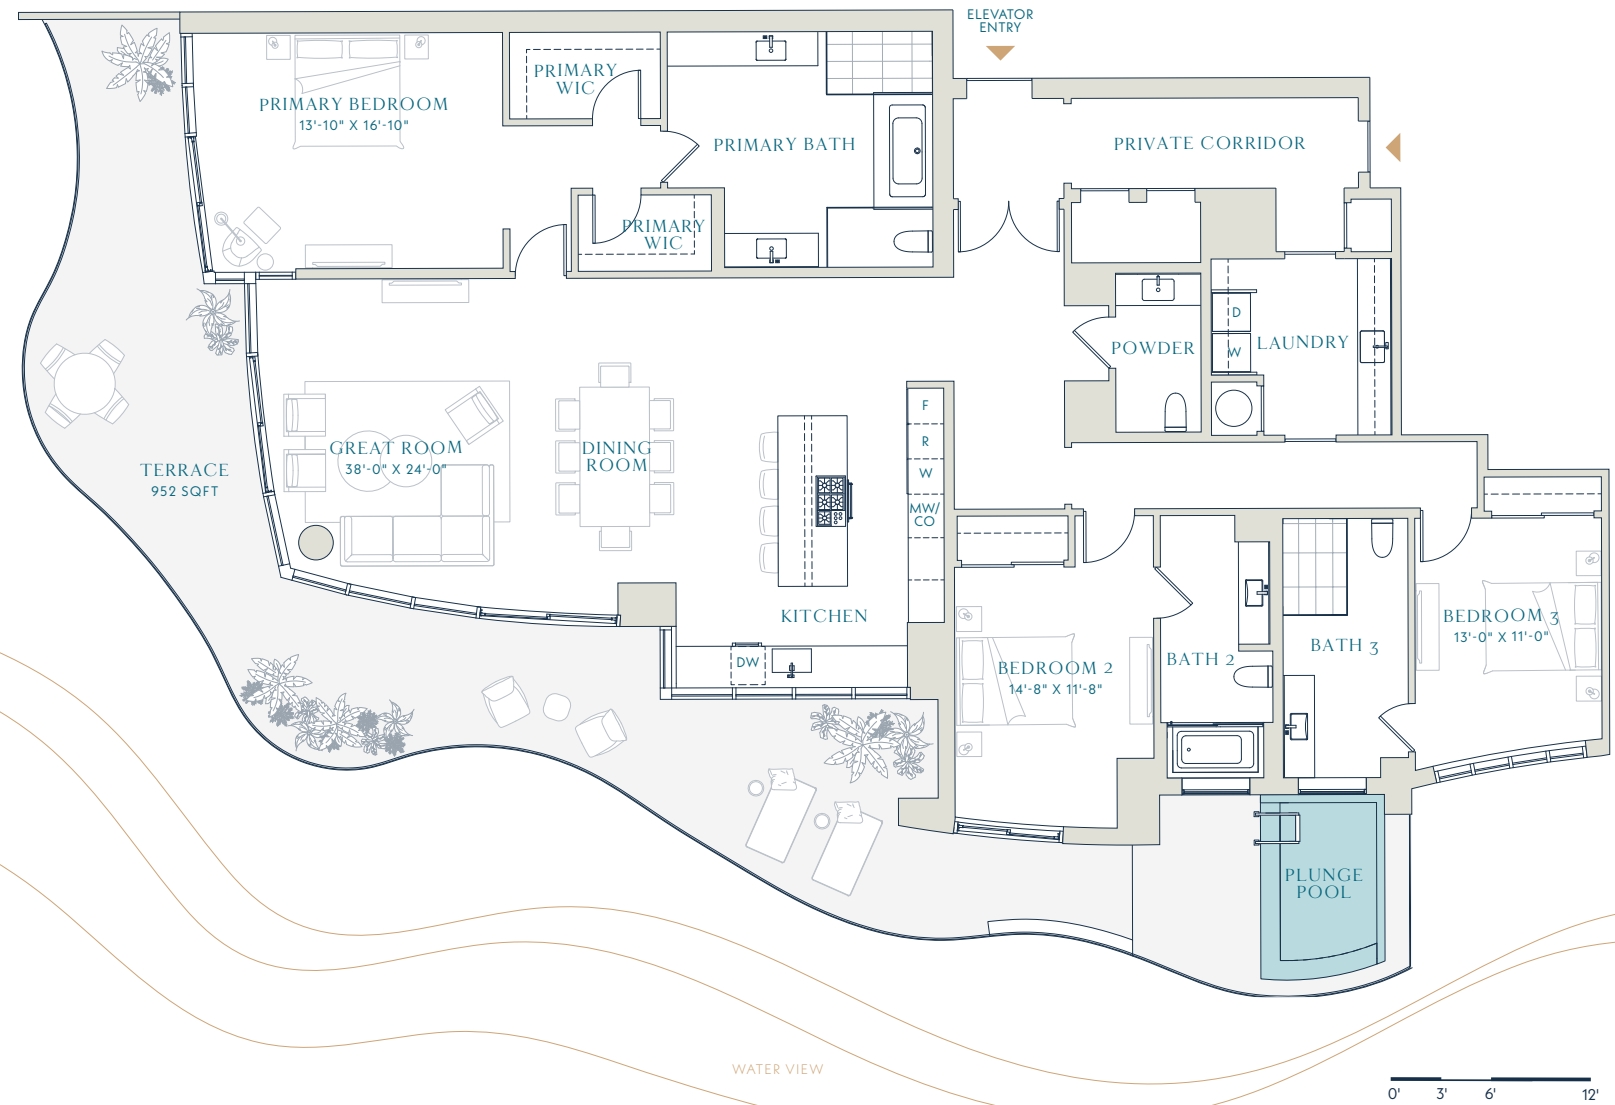 ELEVATOR
ENTRY
PRIMARY
WIC
PRIMARY BEDROOM
13'-10" X 16'-10"
PRIMARY BATH
PRIVATE CORRIDOR
PRIMARY
WIC
D
W
LAUNDRY
POWDER
F
R
W
MW/
CO
GREAT ROOM
38'-0" X 24'-0"
DINING
ROOM
TERRACE
952 SQFT
KITCHEN
DW
BEDROOM 2
14'-8" X 11'-8"
BATH 2
BATH 3
BEDROOM 3
13'-0" X 11'-0"
PLUNGE
POOL
WATER VIEW
0' 3' 6' 12'